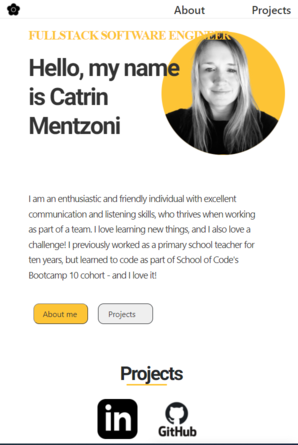 About Projects
FULLSTACK SOFTWARE ENGINEER
Hello, my name
is Catrin
Mentzoni
I am an enthusiastic and friendly individual with excellent
communication and listening skills, who thrives when working
as part of a team. I love learning new things, and I also love a
challenge! I previously worked as a primary school teacher for
ten years, but learned to code as part of School of Code's
Bootcamp 10 cohort - and I love it!
About me Projects
Projects
in GitHub